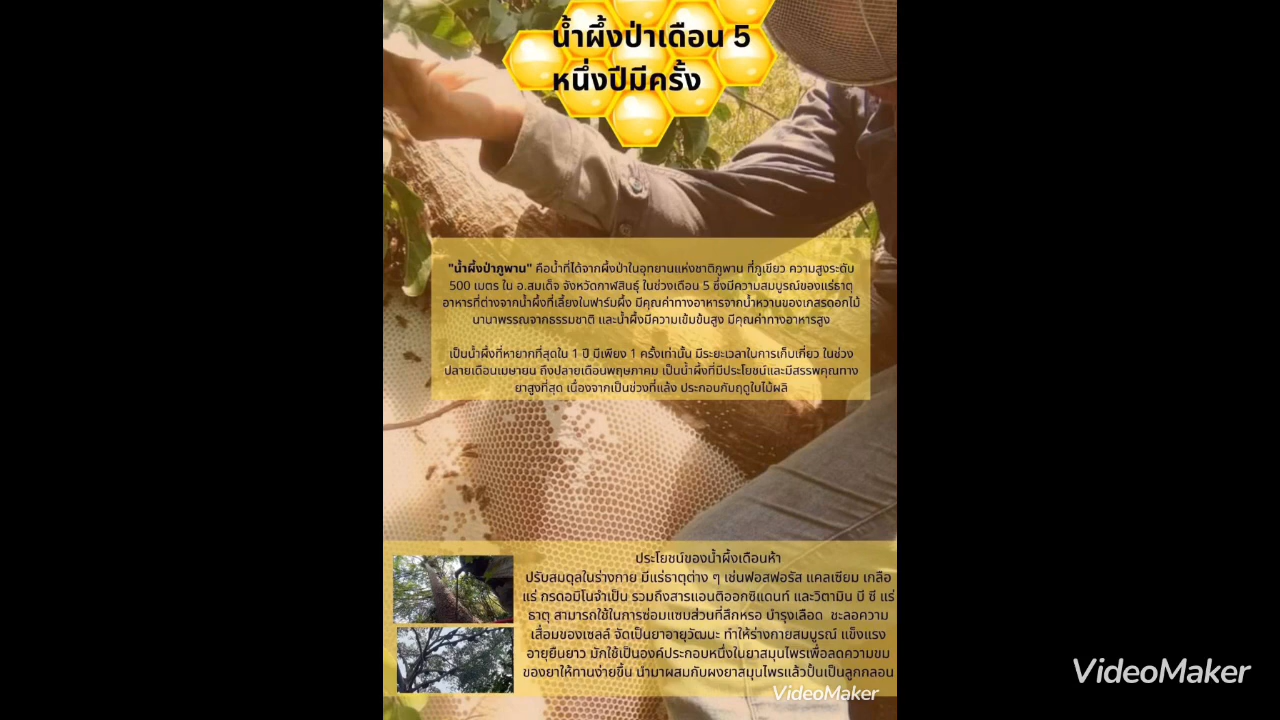 น้ำผึ้งป่าเดือน 5
หนึ่งปีมีครั้ง
"น้ำผึ้งป่าภูพาน" คือน้ำที่ได้จากผึ้งป่าในอุทยานแห่งชาติภูพาน ที่ภูเขียว ความสูงระดับ
500 เมตร ใน อ.สมเด็จ จังหวัดกาฬสินธุ์ ในช่วงเดือน 5 ซึ่งมีความสมบูรณ์ของแร่ธาตุ
อาหารที่ต่างจากน้ำผึ้งที่เลี้ยงในฟาร์มผึ้ง มีคุณค่าทางอาหารจากน้ำหวานของเกสรดอกไม้
นานาพรรณจากธรรมชาติ และน้ำผึ้งมีความเข้มข้นสูง มีคุณค่าทางอาหารสูง
เป็นน้ำผึ้งที่หายากที่สุดใน 1 ปี มีเพียง 1 ครั้งเท่านั้น มีระยะเวลาในการเก็บเกี่ยว ในช่วง
ปลายเดือนเมษายน ถึงปลายเดือนพฤษภาคม เป็นน้ำผึ้งที่มีประโยชน์และมีสรรพคุณทาง
ยาสูงที่สุด เนื่องจากเป็นช่วงที่แล้ง ประกอบกับฤดูใบไม้ผลิ
ประโยชน์ของน้ำผึ้งเดือนห้า
ปรับสมดุลในร่างกาย มีแร่ธาตุต่าง ๆ เช่นฟอสฟอรัส แคลเซียม เกลือ
แร่ กรดอมิโนจำเป็น รวมถึงสารแอนติออกซิแดนท์ และวิตามิน บี ซี แร่
ธาตุ สามารถใช้ในการซ่อมแซมส่วนที่สึกหรอ บำรุงเลือด ชะลอความ
เสื่อมของเซลล์ จัดเป็นยาอายุวัฒนะ ทำให้ร่างกายสมบูรณ์ แข็งแรง
อายุยืนยาว มักใช้เป็นองค์ประกอบหนึ่งในยาสมุนไพรเพื่อลดความขม
ของยาให้ทานง่ายขึ้น นำมาผสมกับผงยาสมุนไพรแล้วปั้นเป็นลูกกลอน
VideoMaker
VideoMaker